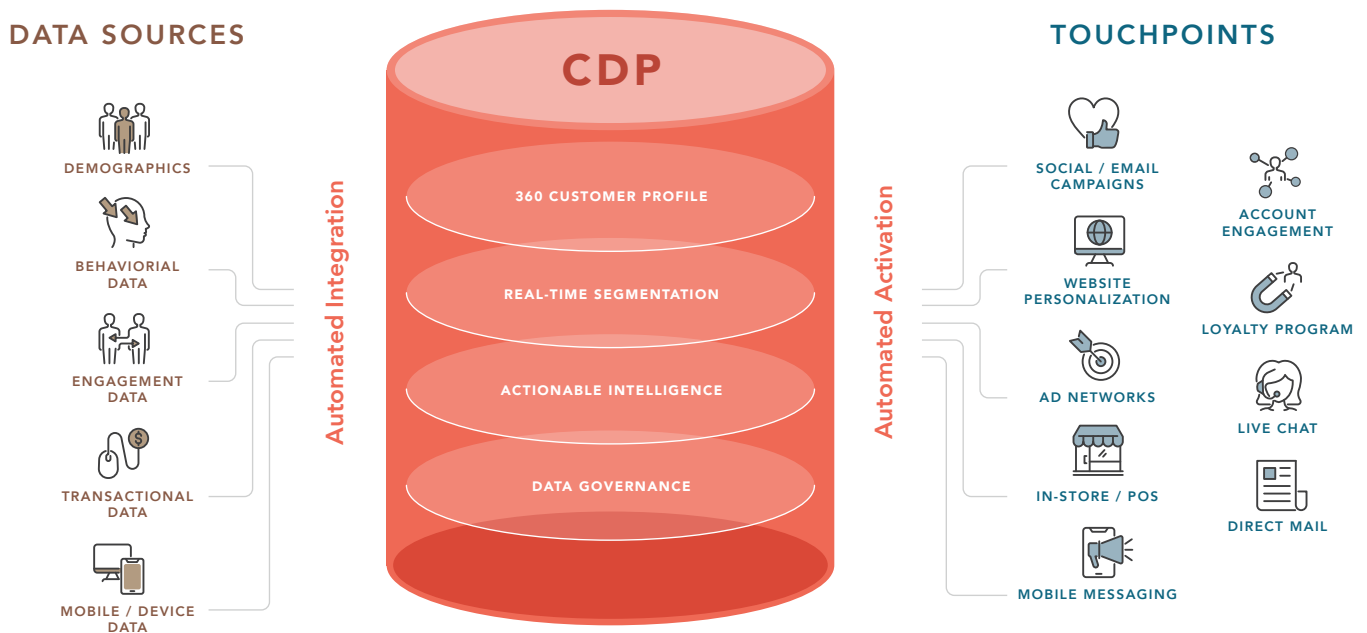 DATA SOURCES
DEMOGRAPHICS
BEHAVIORIAL
DATA
ENGAGEMENT
DATA
TRANSACTIONAL
DATA
$
MOBILE / DEVICE
DATA
Automated Integration
CDP
360 CUSTOMER PROFILE
REAL-TIME SEGMENTATION
ACTIONABLE INTELLIGENCE
DATA GOVERNANCE
Automated Activation
TOUCHPOINTS
SOCIAL / EMAIL
CAMPAIGNS
WEBSITE
PERSONALIZATION
AD NETWORKS
IN-STORE / POS
MOBILE MESSAGING
ACCOUNT
ENGAGEMENT
LOYALTY PROGRAM
LIVE CHAT
DIRECT MAIL